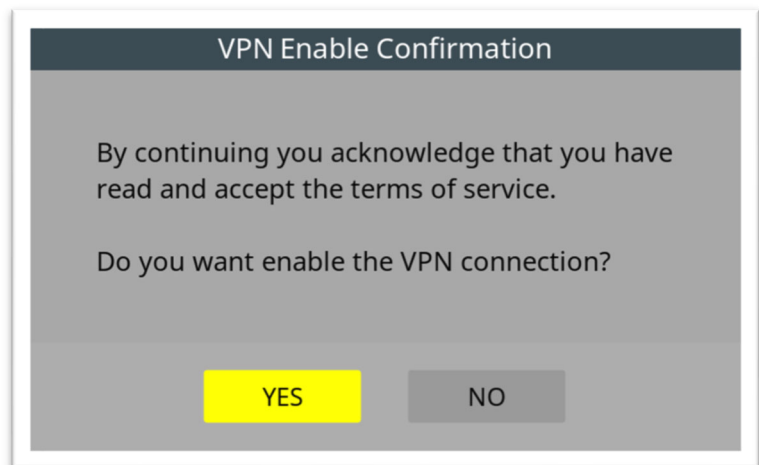 VPN Enable Confirmation
By continuing you acknowledge that you have
read and accept the terms of service.
Do you want enable the VPN connection?
YES
NO